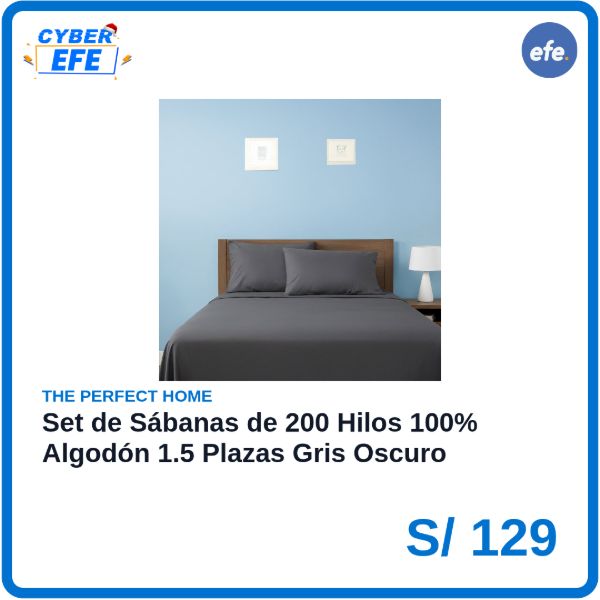 CYBER
EFE
efe.
THE PERFECT HOME
Set de Sábanas de 200 Hilos 100%
Algodón 1.5 Plazas Gris Oscuro
S/ 129